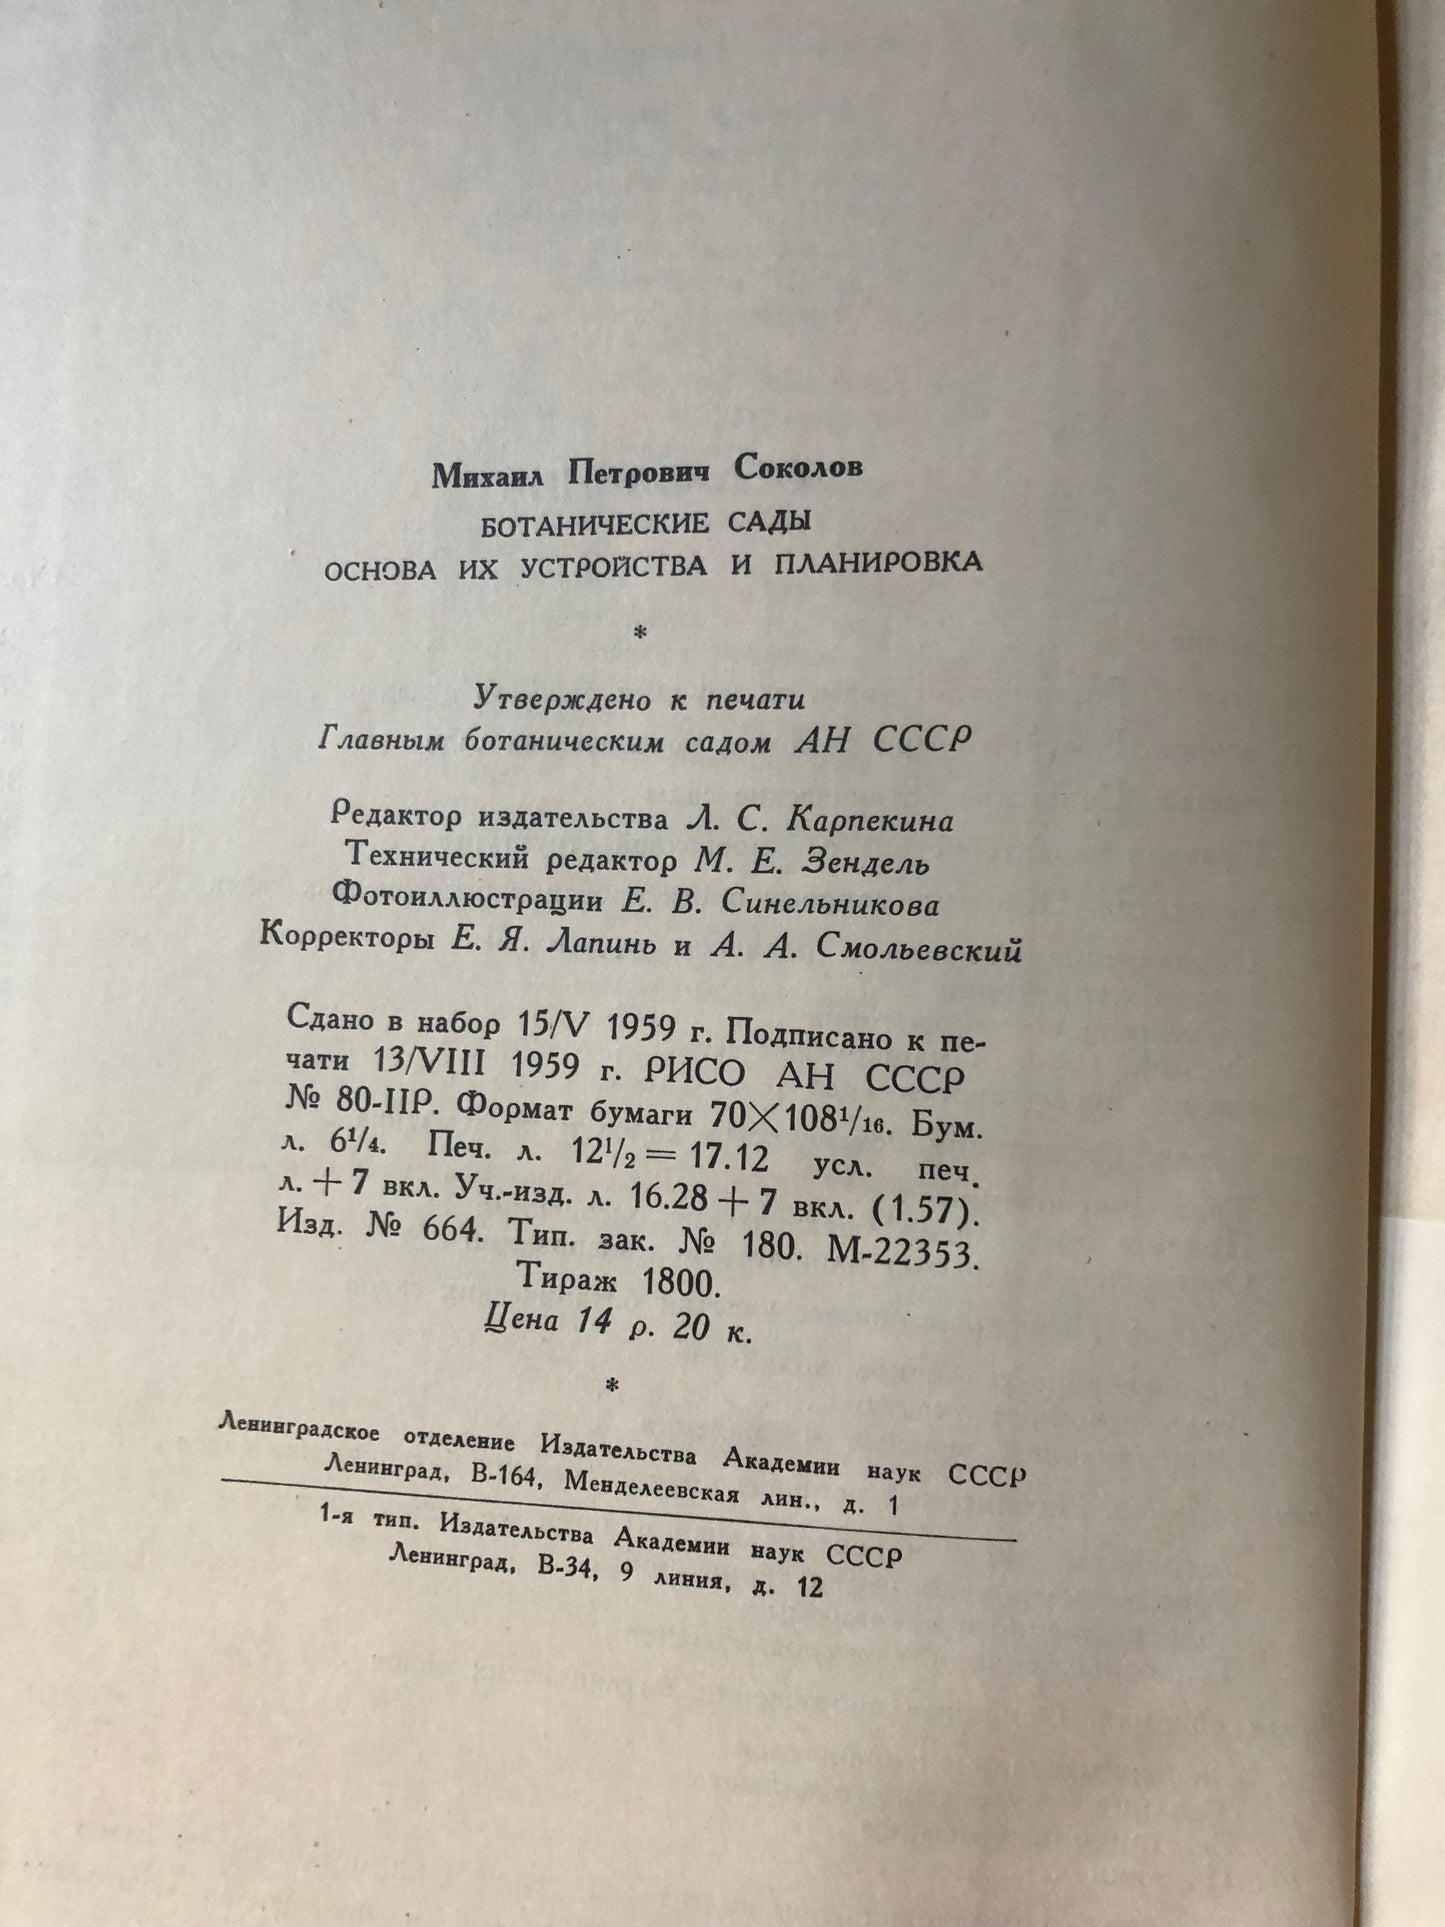 Михаил Петрович Соколов
БОТАНИЧЕСКИЕ САДЫ
ОСНОВА ИХ УСТРОЙСТВА И ПЛАНИРОВКА
*
Утверждено к печати
Главным ботаническим садом АН СССР
Редактор издательства Л. С. Карпекина
Технический редактор М. Е. Зендель
Фотоиллюстрации Е. В. Синельникова
Корректоры Е. Я. Лапинь и А. А. Смольевский
Сдано в набор 15/V 1959 г. Подписано к пе-
чати 13/VIII 1959 г. РИСО АН СССР
№ 80-11Р. Формат бумаги 70×108¹/₁₆. Бум.
л. 6¹/₄. Печ. л. 12¹/₂ = 17.12 усл. печ.
л. + 7 вкл. Уч.-изд. л. 16.28 + 7 вкл. (1.57).
Изд. № 664. Тип. зак. № 180. М-22353.
Тираж 1800.
Цена 14 р. 20 к.
*
Ленинградское отделение Издательства Академии наук СССР
Ленинград, В-164, Менделеевская лин., д. 1
1-я тип. Издательства Академии наук СССР
Ленинград, В-34, 9 линия, д. 12